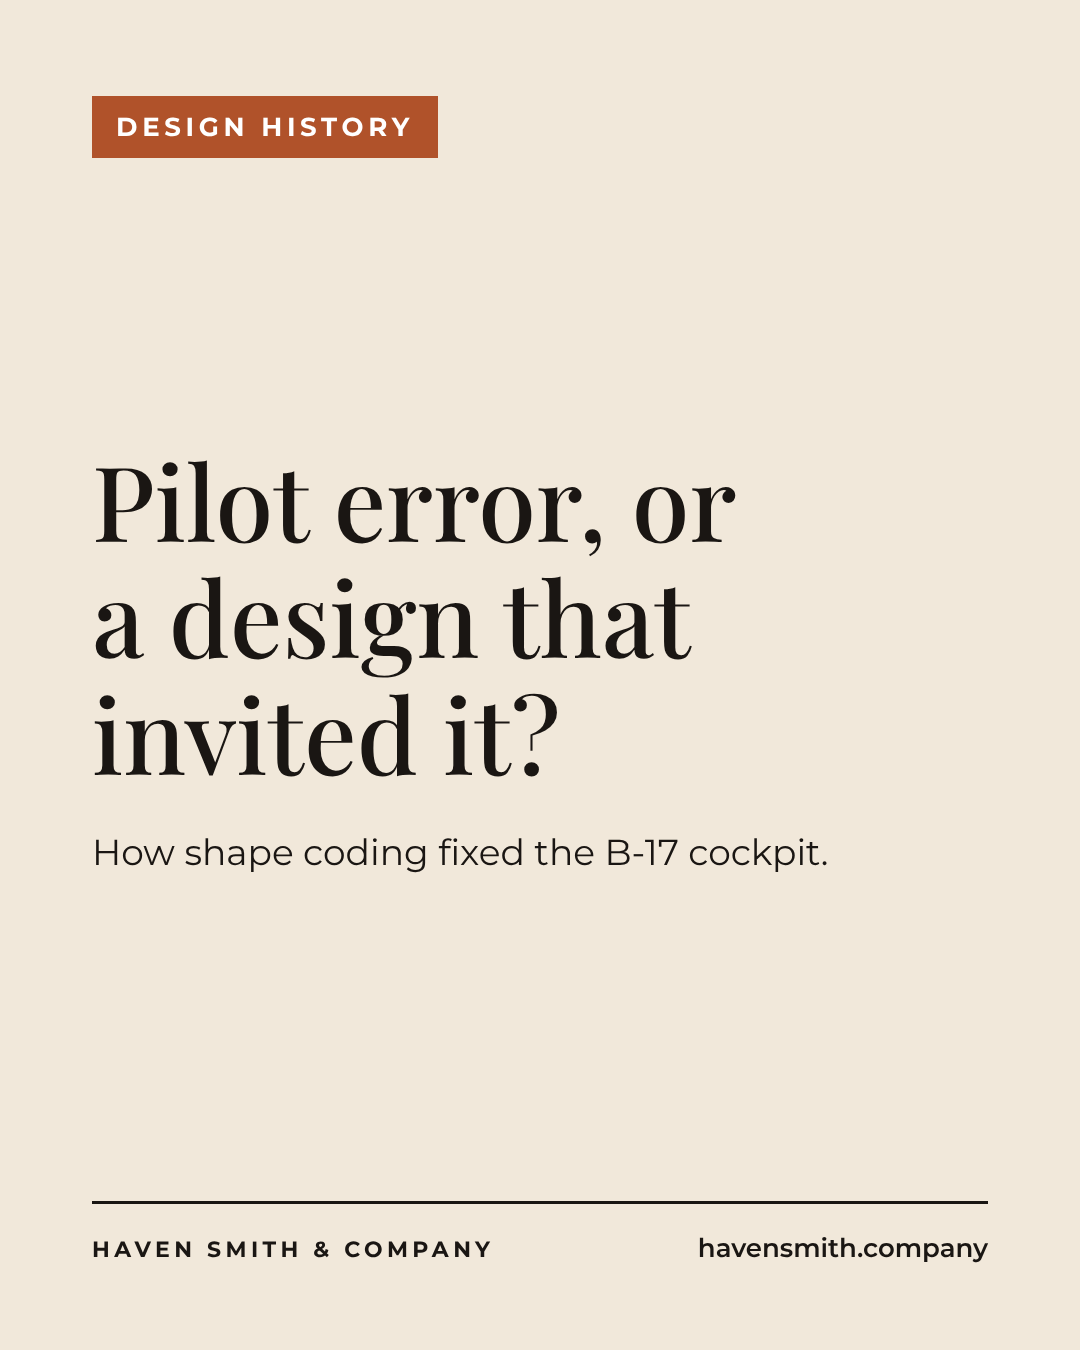 DESIGN HISTORY
Pilot error, or
a design that
invited it?
How shape coding fixed the B-17 cockpit.
HAVEN SMITH & COMPANY
havensmith.company